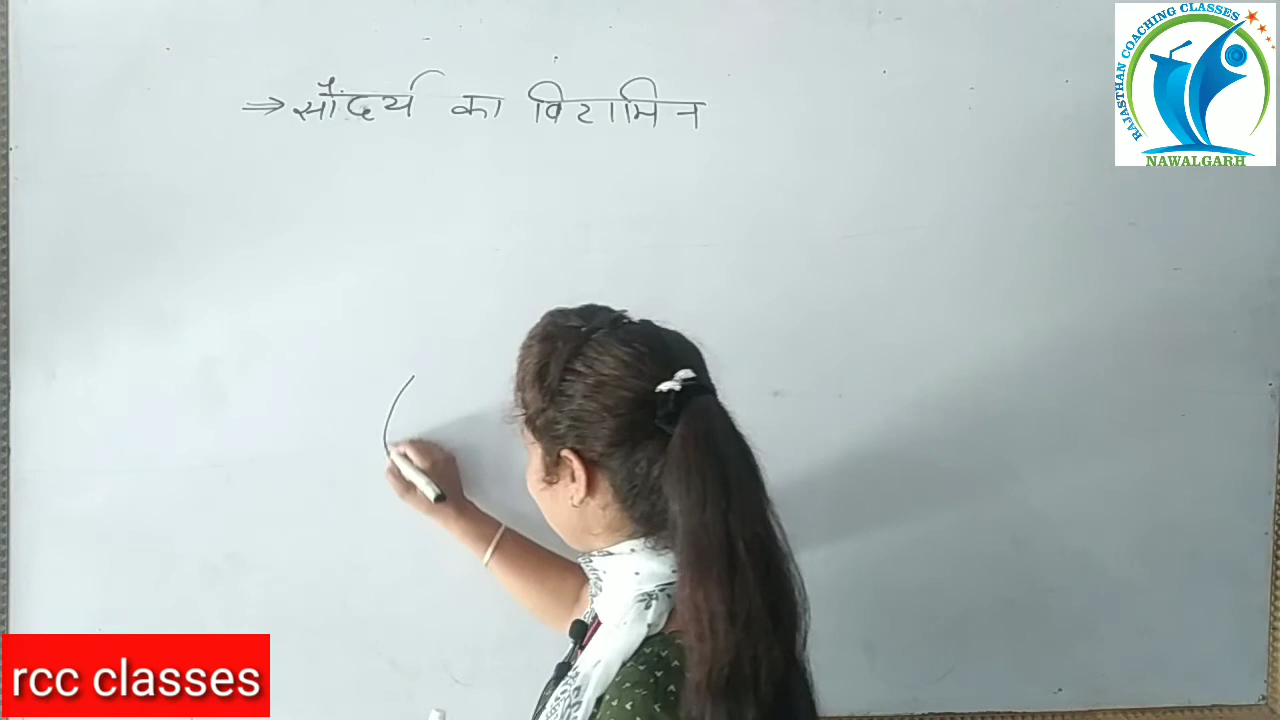 ⇒ सौंदर्य का विटामिन
RAJASTHAN COACHING CLASSES
NAWALGARH
rcc classes